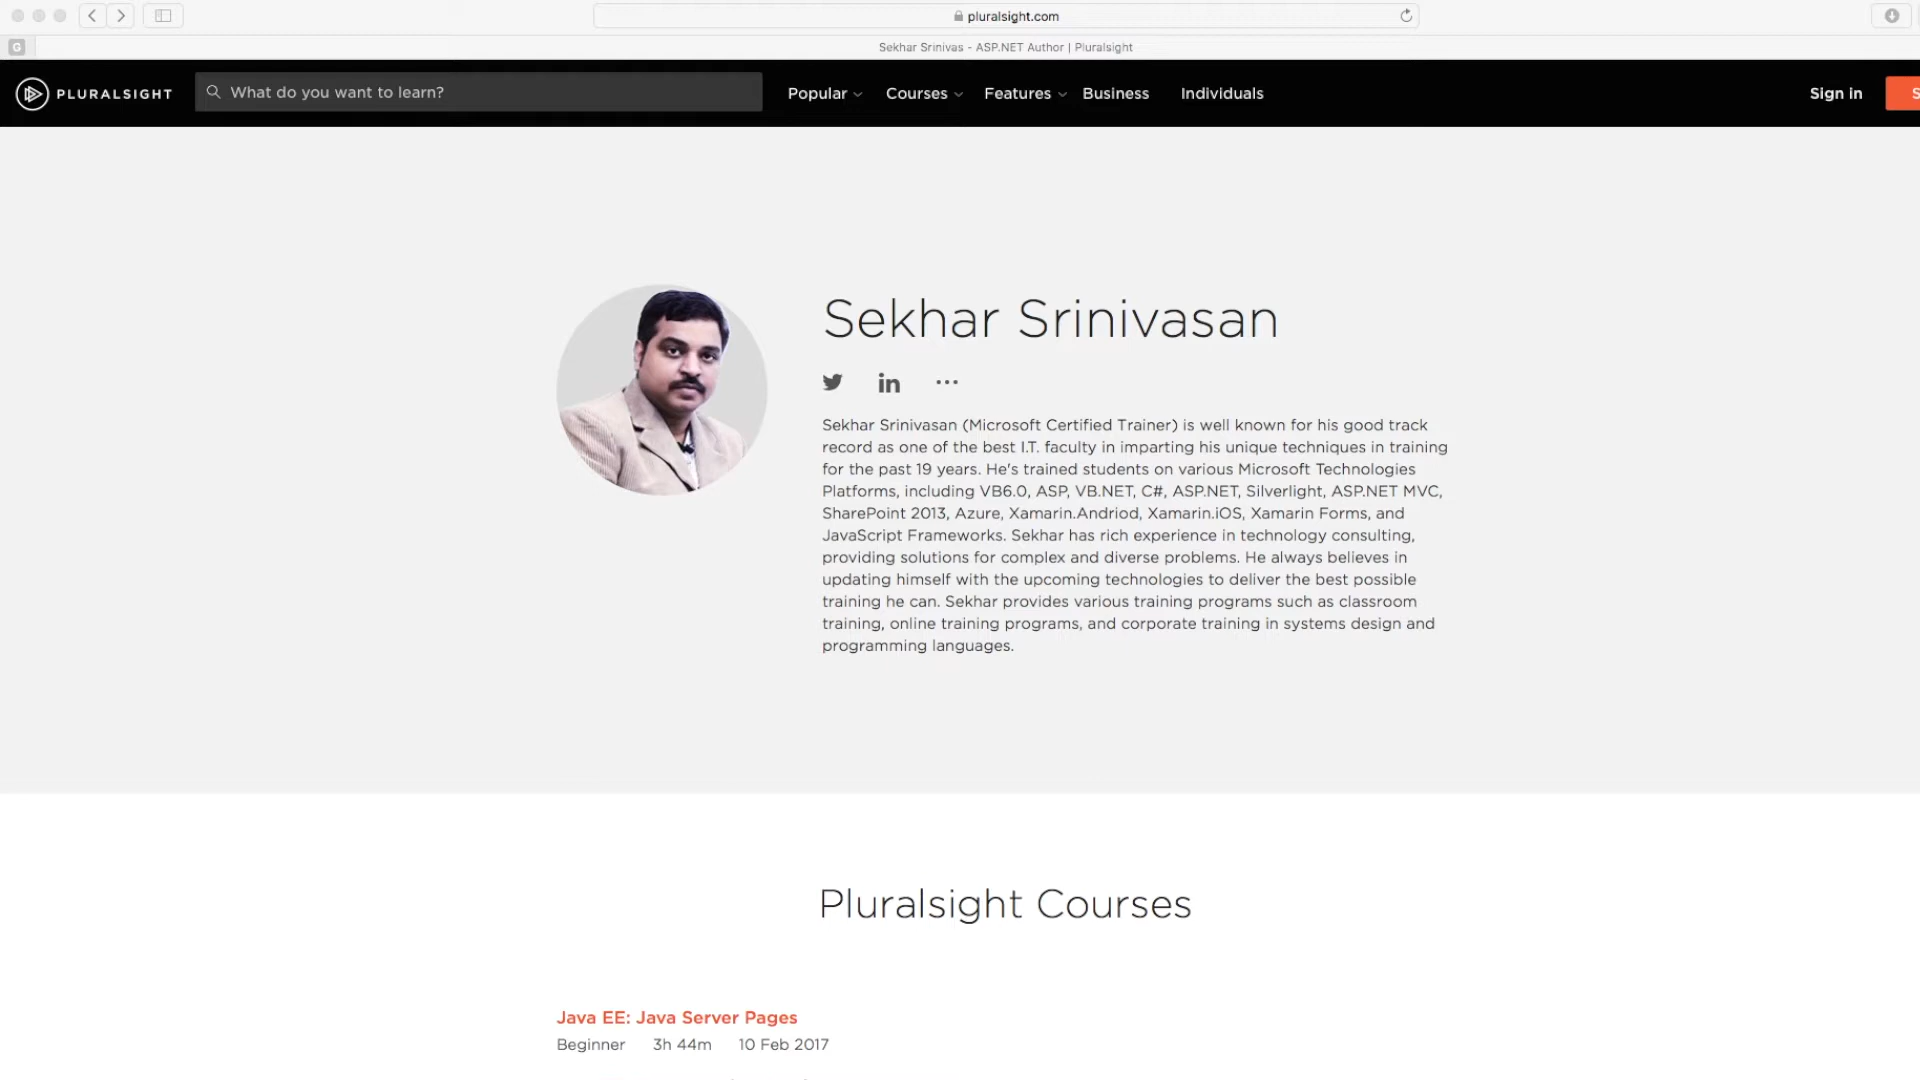 pluralsight.com
G
Sekhar Srinivas - ASP.NET Author | Pluralsight
PLURALSIGHT
What do you want to learn?
Popular
Courses
Features
Business
Individuals
Sign in
S
Sekhar Srinivasan
in
Sekhar Srinivasan (Microsoft Certified Trainer) is well known for his good track
record as one of the best I.T. faculty in imparting his unique techniques in training
for the past 19 years. He's trained students on various Microsoft Technologies
Platforms, including VB6.0, ASP, VB.NET, C#, ASP.NET, Silverlight, ASP.NET MVC,
SharePoint 2013, Azure, Xamarin.Andriod, Xamarin.iOS, Xamarin Forms, and
JavaScript Frameworks. Sekhar has rich experience in technology consulting,
providing solutions for complex and diverse problems. He always believes in
updating himself with the upcoming technologies to deliver the best possible
training he can. Sekhar provides various training programs such as classroom
training, online training programs, and corporate training in systems design and
programming languages.
Pluralsight Courses
Java EE: Java Server Pages
Beginner 3h 44m 10 Feb 2017